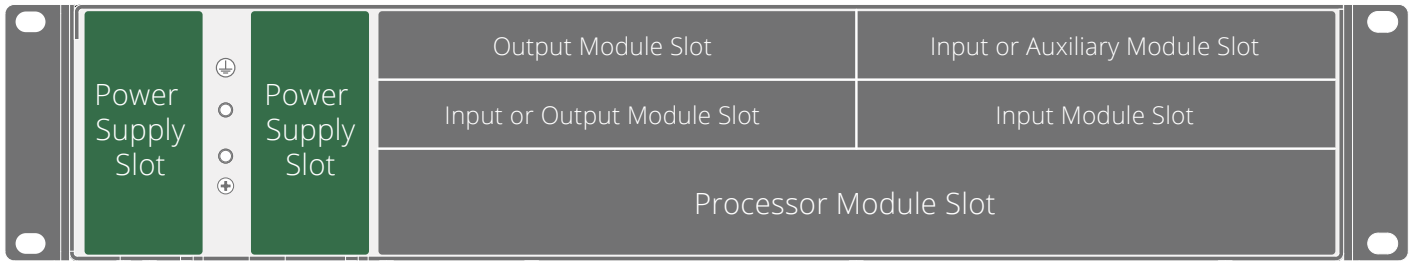 Power
Supply
Slot
Power
Supply
Slot
Output Module Slot
Input or Auxiliary Module Slot
Input or Output Module Slot
Input Module Slot
Processor Module Slot